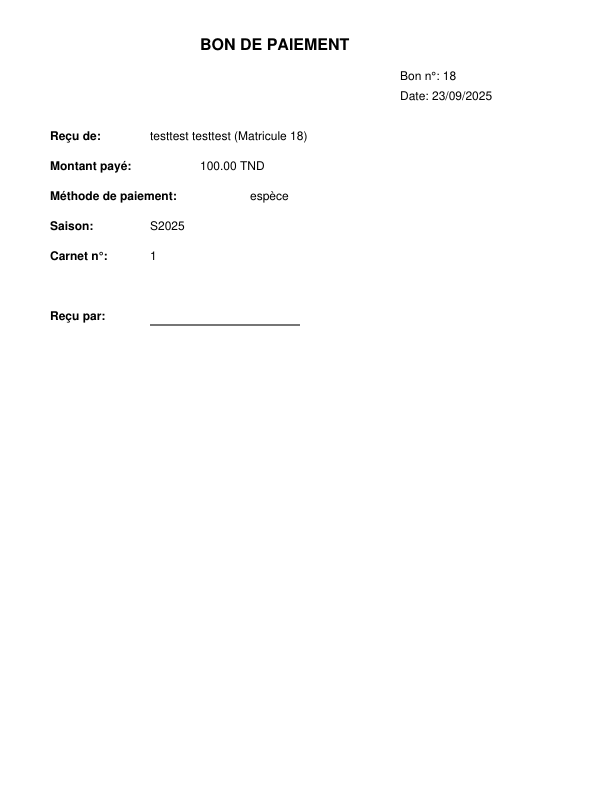 BON DE PAIEMENT
Bon n°: 18
Date: 23/09/2025
Reçu de: testtest testtest (Matricule 18)
Montant payé: 100.00 TND
Méthode de paiement: espèce
Saison: S2025
Carnet n°: 1
Reçu par: